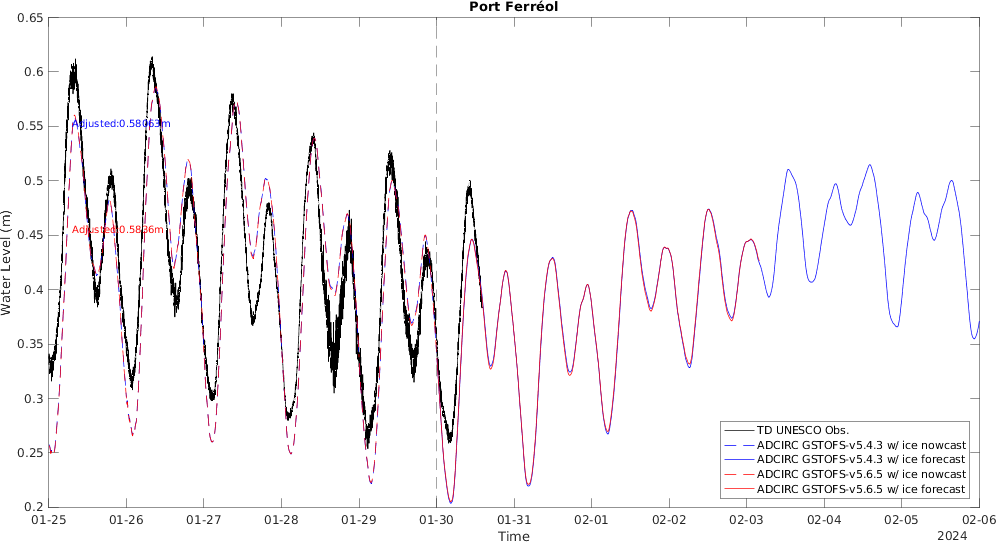 Port Ferréol
0.65
0.6
0.55
0.5
0.45
0.4
0.35
0.3
0.25
0.2
Water Level (m)
Adjusted:0.58063m
Adjusted:0.5836m
TD UNESCO Obs.
ADCIRC GSTOFS-v5.4.3 w/ ice nowcast
ADCIRC GSTOFS-v5.4.3 w/ ice forecast
ADCIRC GSTOFS-v5.6.5 w/ ice nowcast
ADCIRC GSTOFS-v5.6.5 w/ ice forecast
01-25 01-26 01-27 01-28 01-29 01-30 01-31 02-01 02-02 02-03 02-04 02-05 02-06
Time
2024